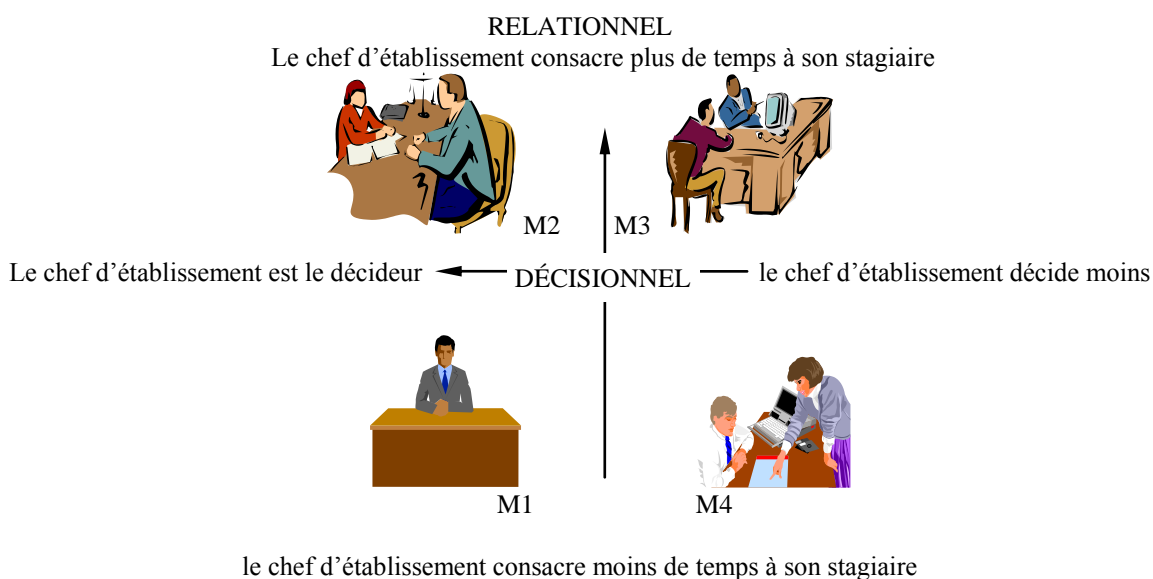 RELATIONNEL
Le chef d’établissement consacre plus de temps à son stagiaire
M2
M3
Le chef d’établissement est le décideur
DÉCISIONNEL
le chef d’établissement décide moins
M1
M4
le chef d’établissement consacre moins de temps à son stagiaire